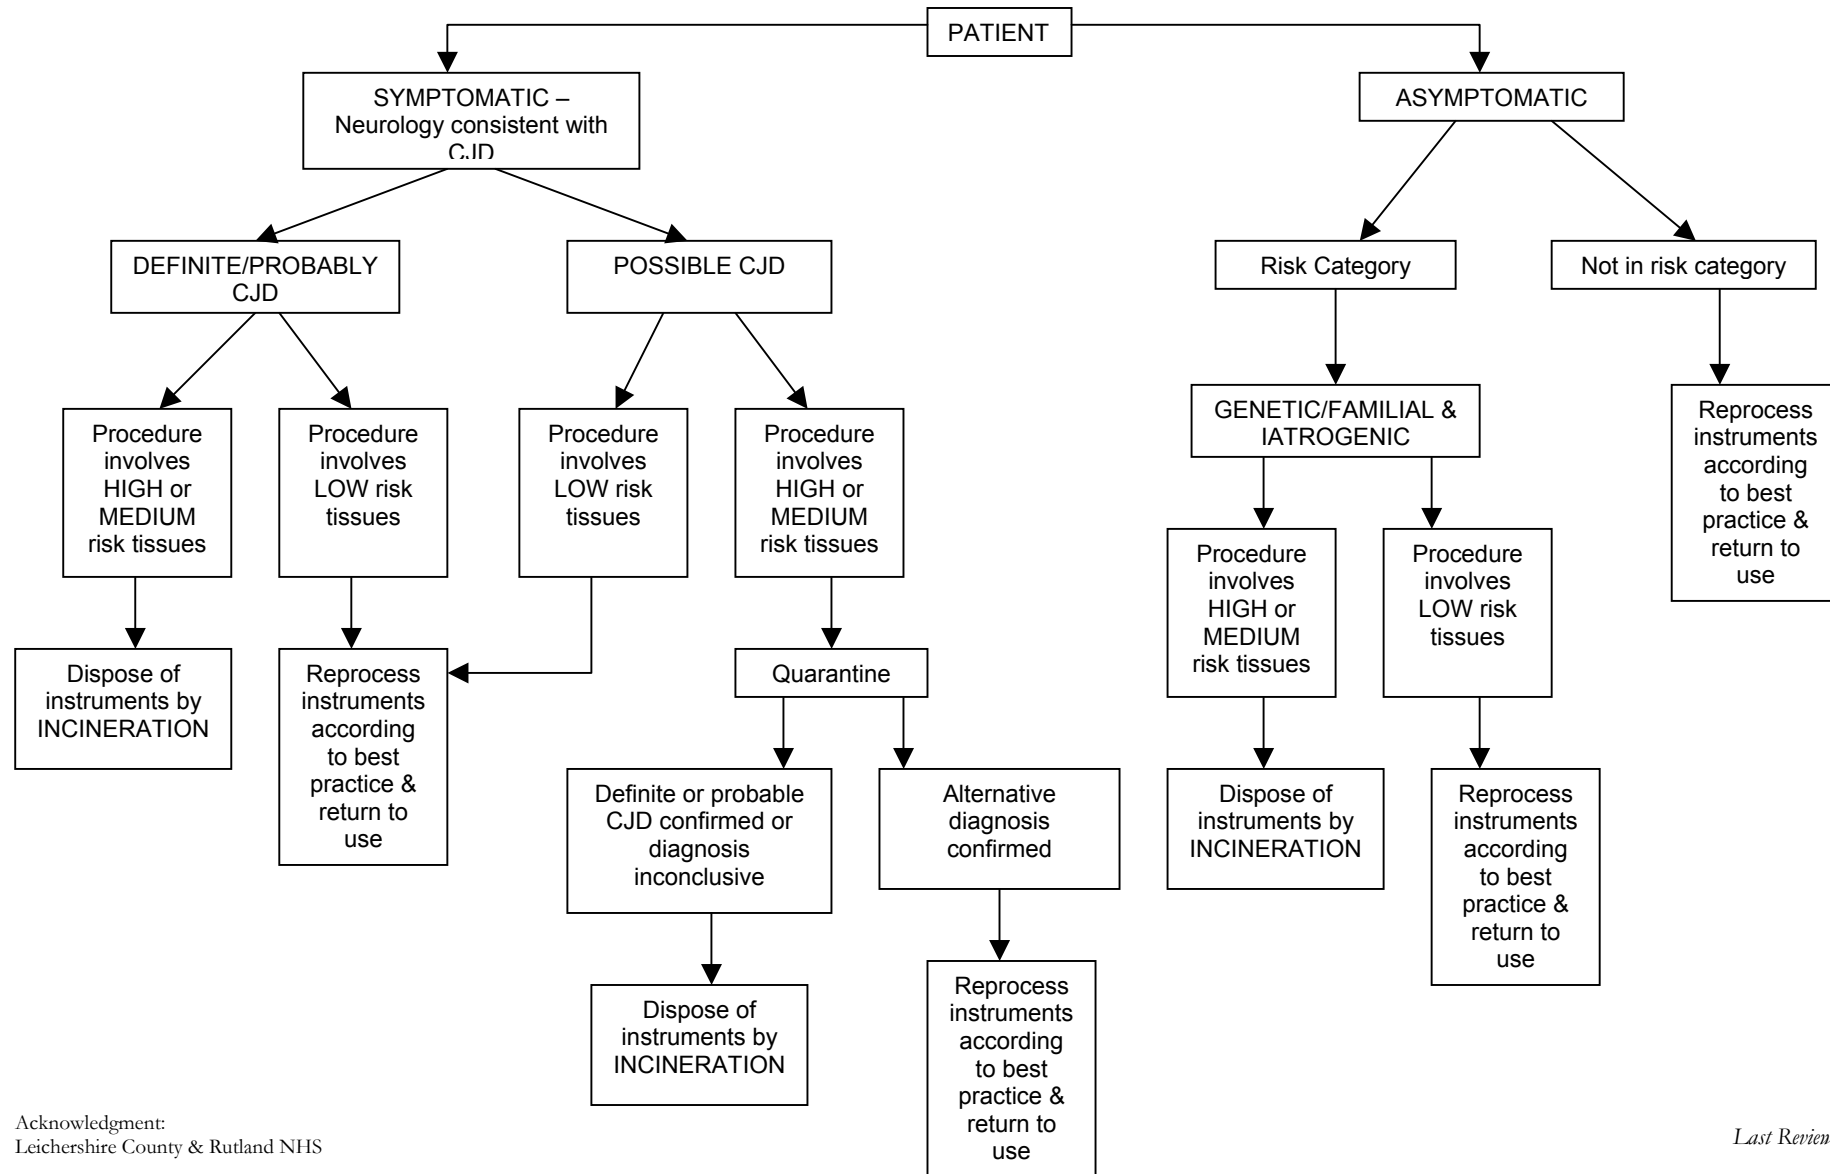 PATIENT
SYMPTOMATIC –
Neurology consistent with
CJD
ASYMPTOMATIC
DEFINITE/PROBABLY
CJD
POSSIBLE CJD
Risk Category
Not in risk category
Procedure
involves
HIGH or
MEDIUM
risk tissues
Procedure
involves
LOW risk
tissues
Procedure
involves
LOW risk
tissues
Procedure
involves
HIGH or
MEDIUM
risk tissues
GENETIC/FAMILIAL &
IATROGENIC
Reprocess
instruments
according
to best
practice &
return to
use
Procedure
involves
HIGH or
MEDIUM
risk tissues
Procedure
involves
LOW risk
tissues
Dispose of
instruments by
INCINERATION
Reprocess
instruments
according
to best
practice &
return to
use
Quarantine
Definite or probable
CJD confirmed or
diagnosis
inconclusive
Alternative
diagnosis
confirmed
Dispose of
instruments by
INCINERATION
Reprocess
instruments
according
to best
practice &
return to
use
Dispose of
instruments by
INCINERATION
Reprocess
instruments
according
to best
practice &
return to
use
Acknowledgment:
Leichershire County & Rutland NHS
Last